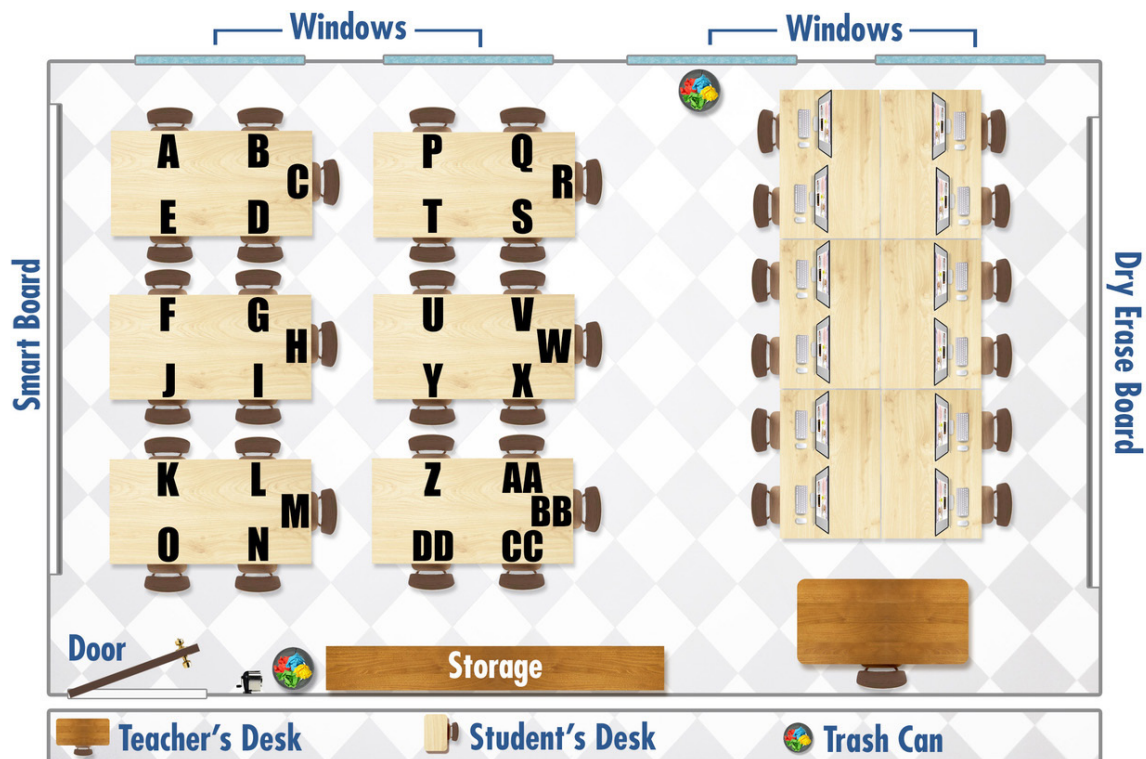 Windows
Windows
A B
C
E D
P Q
R
T S
F G
H
J I
U V
W
Y X
K L
M
O N
Z AA
BB
DD CC
Smart Board
Dry Erase Board
Door
Storage
Teacher's Desk
Student's Desk
Trash Can